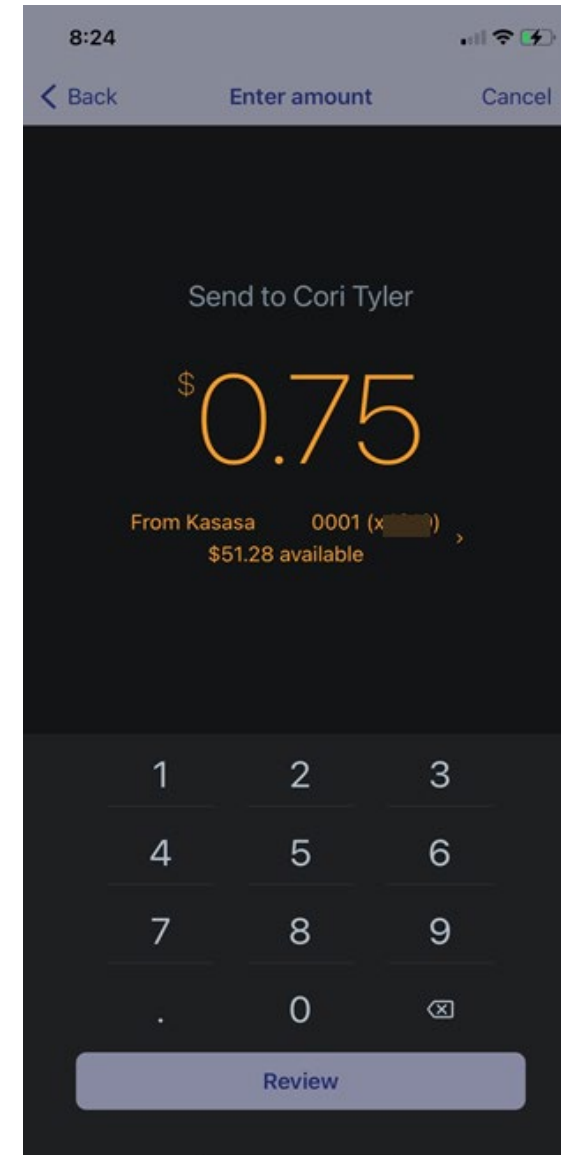 8:24
Back Enter amount Cancel
Send to Cori Tyler
$0.75
From Kasasa 0001 (x )
$51.28 available
1 2 3
4 5 6
7 8 9
. 0
Review